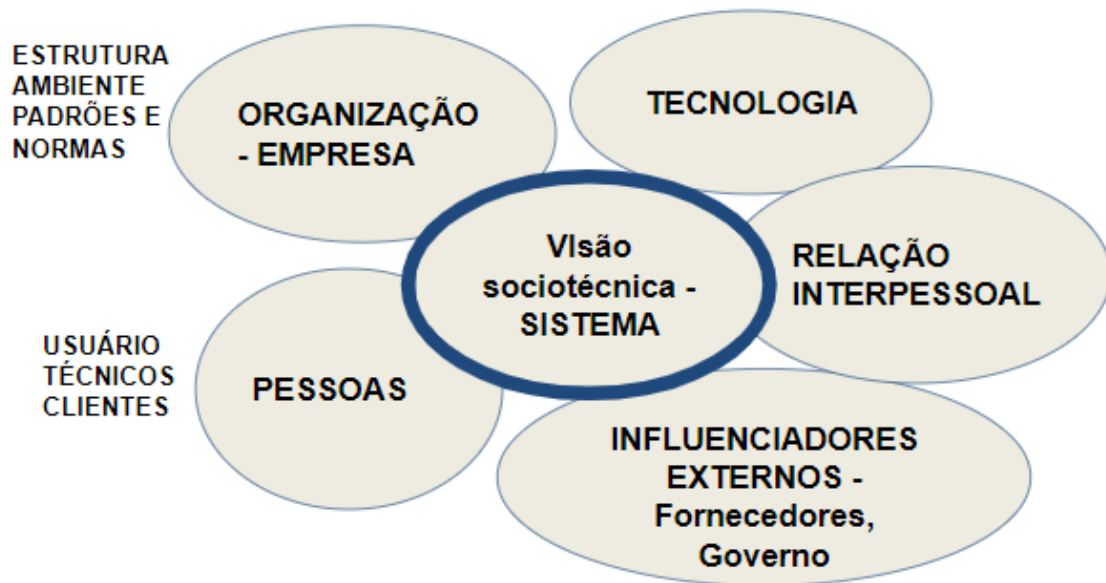 ESTRUTURA
AMBIENTE
PADRÕES E
NORMAS
ORGANIZAÇÃO
- EMPRESA
TECNOLOGIA
VIsão
sociotécnica -
SISTEMA
RELAÇÃO
INTERPESSOAL
USUÁRIO
TÉCNICOS
CLIENTES
PESSOAS
INFLUENCIADORES
EXTERNOS -
Fornecedores,
Governo